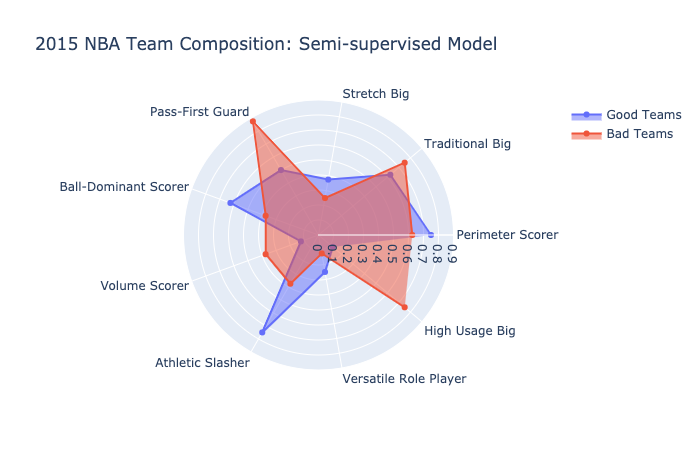 2015 NBA Team Composition: Semi-supervised Model
Stretch Big
Pass-First Guard
Good Teams
Bad Teams
Traditional Big
Ball-Dominant Scorer
Perimeter Scorer
0
0.1
0.2
0.3
0.4
0.5
0.6
0.7
0.8
0.9
Volume Scorer
High Usage Big
Athletic Slasher
Versatile Role Player